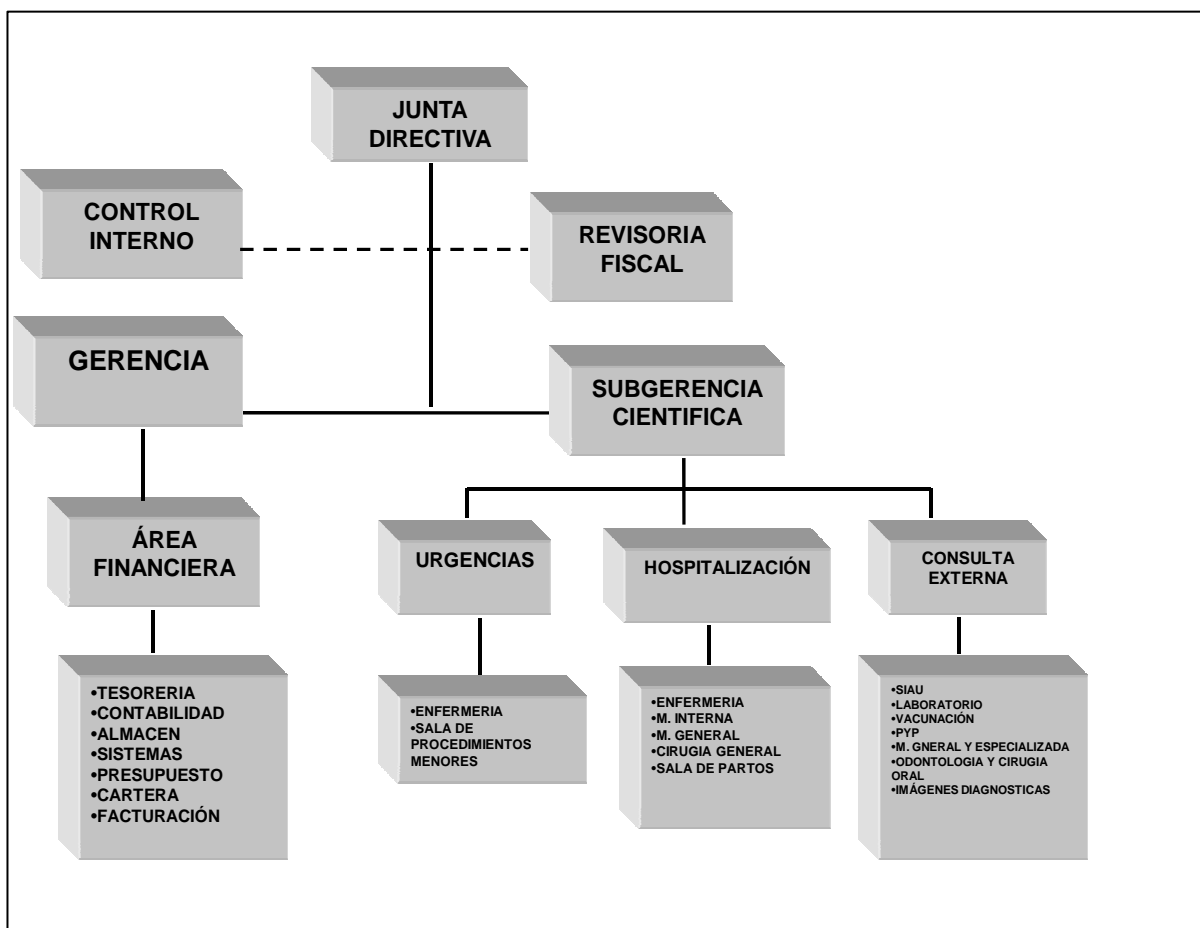 JUNTA
DIRECTIVA
CONTROL
INTERNO
REVISORIA
FISCAL
GERENCIA
SUBGERENCIA
CIENTIFICA
ÁREA
FINANCIERA
URGENCIAS
HOSPITALIZACIÓN
CONSULTA
EXTERNA
•TESORERIA
•CONTABILIDAD
•ALMACEN
•SISTEMAS
•PRESUPUESTO
•CARTERA
•FACTURACIÓN
•ENFERMERIA
•SALA DE
PROCEDIMIENTOS
MENORES
•ENFERMERIA
•M. INTERNA
•M. GENERAL
•CIRUGIA GENERAL
•SALA DE PARTOS
•SIAU
•LABORATORIO
•VACUNACIÓN
•PYP
•M. GNERAL Y ESPECIALIZADA
•ODONTOLOGIA Y CIRUGIA
ORAL
•IMÁGENES DIAGNOSTICAS